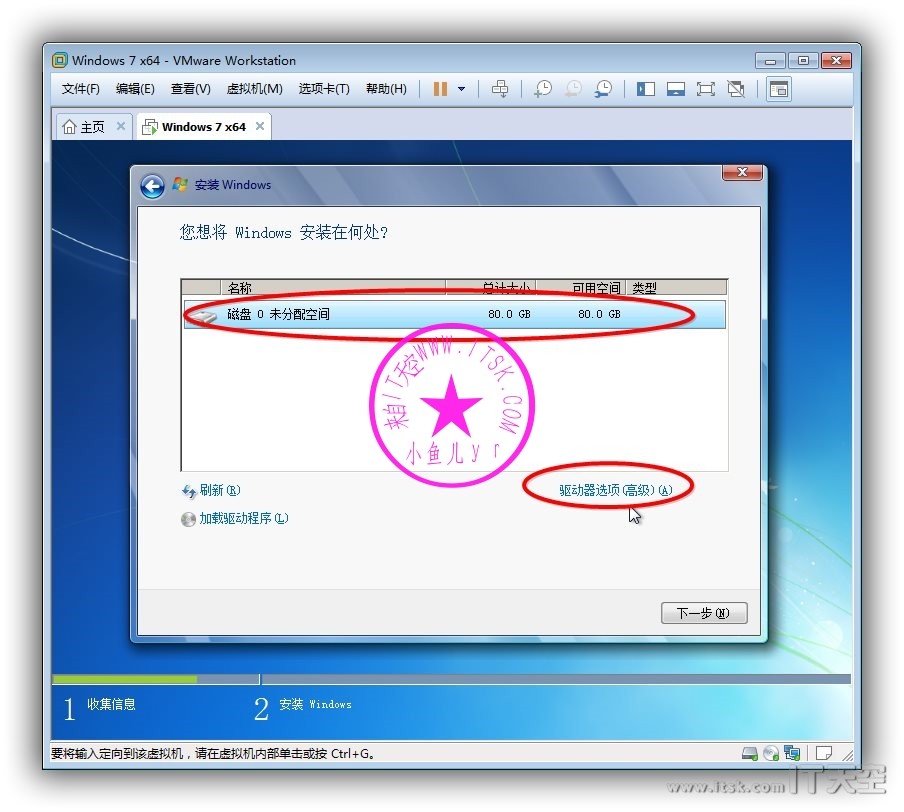 Windows 7 x64 - VMware Workstation
文件(F) 编辑(E) 查看(V) 虚拟机(M) 选项卡(T) 帮助(H)
主页 Windows 7 x64
安装 Windows
您想将 Windows 安装在何处?
名称 总计大小 可用空间 类型
磁盘 0 未分配空间 80.0 GB 80.0 GB
来自IT天空WWW.ITSK.COM
小鱼儿yr
刷新(R) 驱动器选项(高级)(A)
加载驱动程序(L)
下一步(N)
1 收集信息 2 安装 Windows
要将输入定向到该虚拟机，请在虚拟机内部单击或按 Ctrl+G。
www.itsk.com IT天空